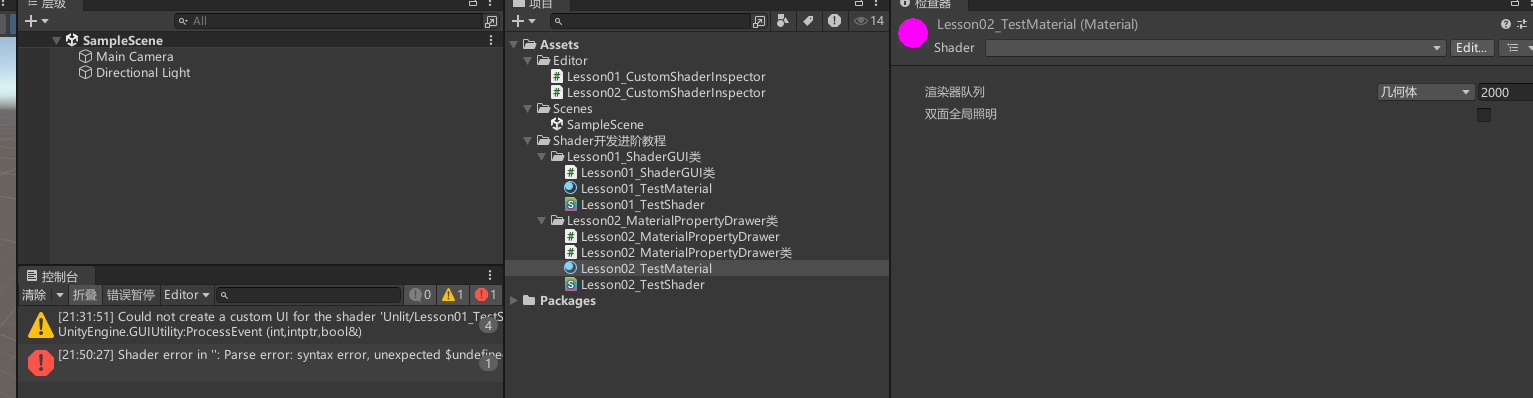 层级
All
SampleScene
Main Camera
Directional Light
控制台
清除
折叠
错误暂停
Editor
0
1
1
[21:31:51] Could not create a custom UI for the shader 'Unlit/Lesson01_TestS
UnityEngine.GUIUtility:ProcessEvent (int,intptr,bool&)
4
[21:50:27] Shader error in '': Parse error: syntax error, unexpected $undefine
1
项目
14
Assets
Editor
Lesson01_CustomShaderInspector
Lesson02_CustomShaderInspector
Scenes
SampleScene
Shader开发进阶教程
Lesson01_ShaderGUI类
Lesson01_ShaderGUI类
Lesson01_TestMaterial
Lesson01_TestShader
Lesson02_MaterialPropertyDrawer类
Lesson02_MaterialPropertyDrawer
Lesson02_MaterialPropertyDrawer类
Lesson02_TestMaterial
Lesson02_TestShader
Packages
检查器
Lesson02_TestMaterial (Material)
Shader
Edit...
渲染器队列
几何体
2000
双面全局照明